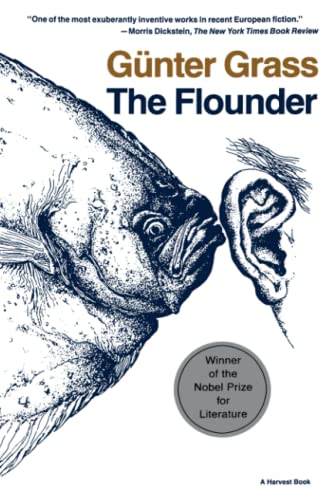 "One of the most exuberantly inventive works in recent European fiction."
—Morris Dickstein, The New York Times Book Review
Günter Grass
The Flounder
Winner
of the
Nobel Prize
for
Literature
A Harvest Book